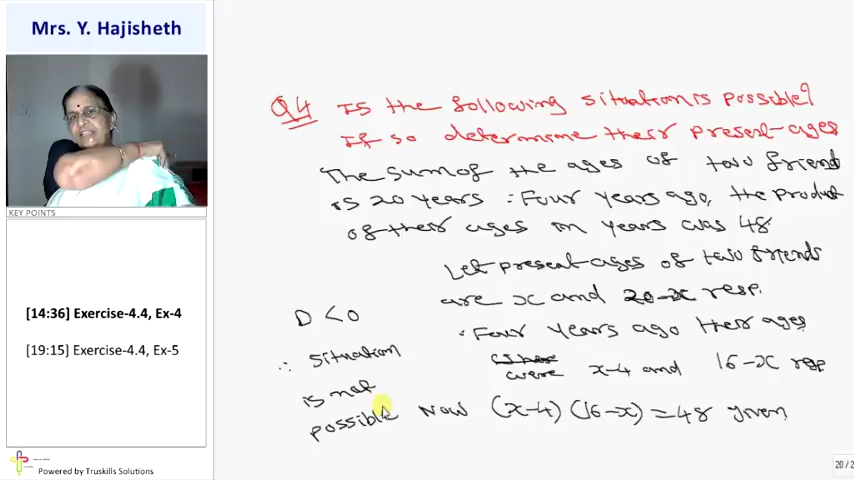 Mrs. Y. Hajisheth
KEY POINTS
[14:36] Exercise-4.4, Ex-4
[19:15] Exercise-4.4, Ex-5
Powered by Truskills Solutions
Q4 Is the following situation is possible?
If so determine their present ages
The sum of the ages of two friend
is 20 years. Four years ago, the product
of their ages in years was 48
Let present ages of two friends
are x and 20-x resp.
Four years ago their ages
were x-4 and 16-x resp
Now (x-4)(16-x)=48 given
D<0
∴ situation
is not
possible
20/2